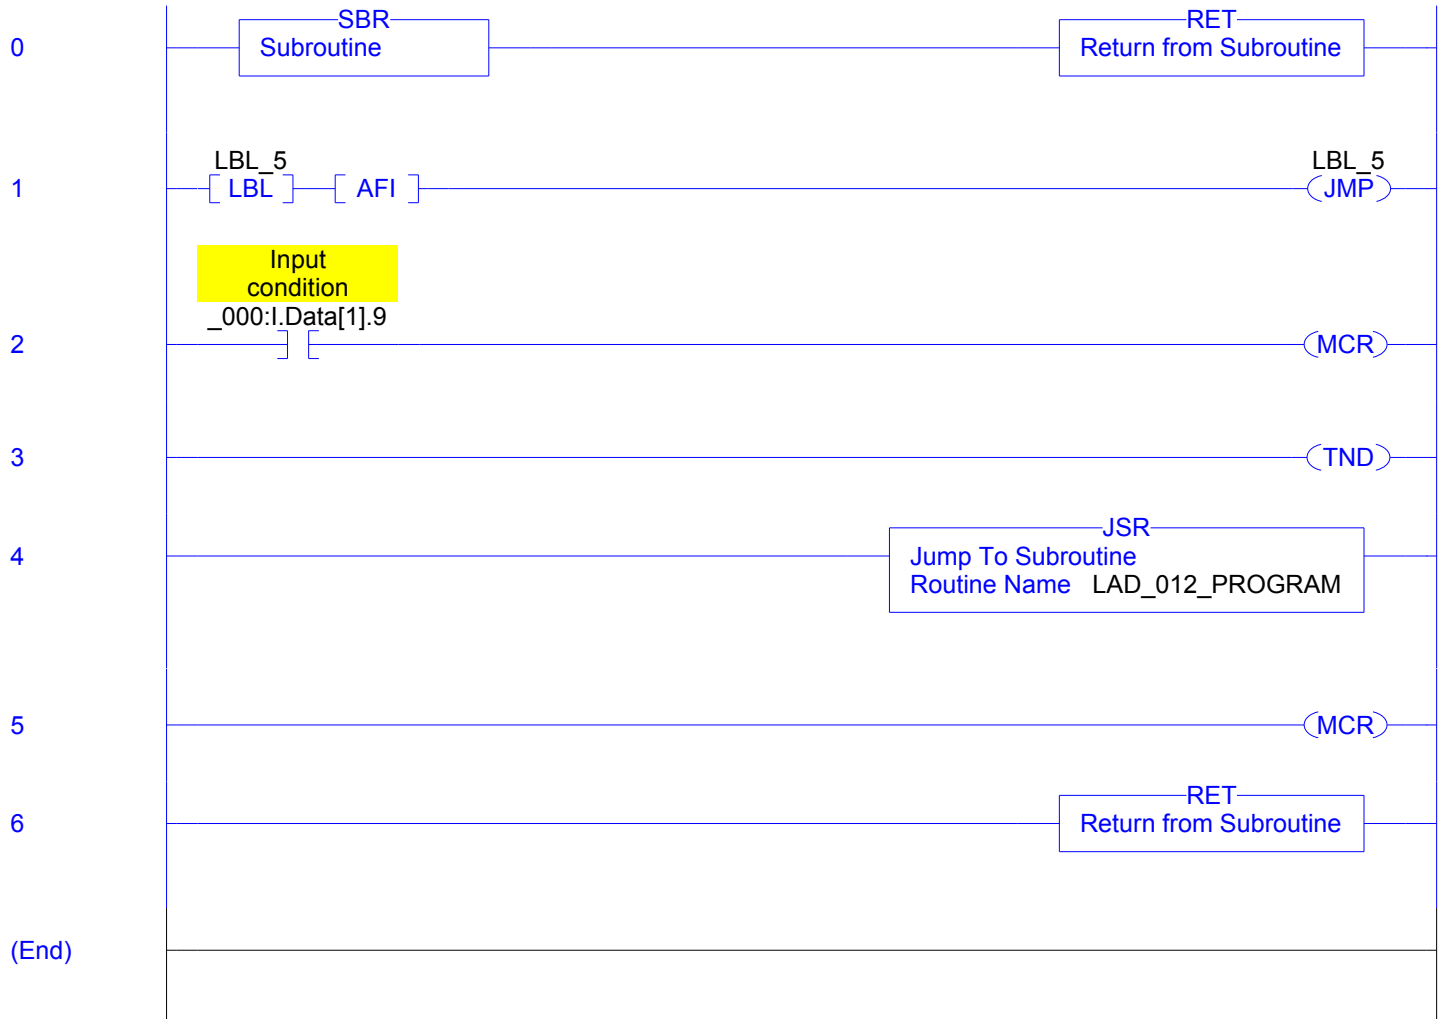 SBR RET
0 Subroutine Return from Subroutine
LBL_5 LBL_5
1 LBL AFI JMP
Input
condition
_000:I.Data[1].9
2 MCR
3 TND
JSR
4 Jump To Subroutine
Routine Name LAD_012_PROGRAM
5 MCR
RET
6 Return from Subroutine
(End)